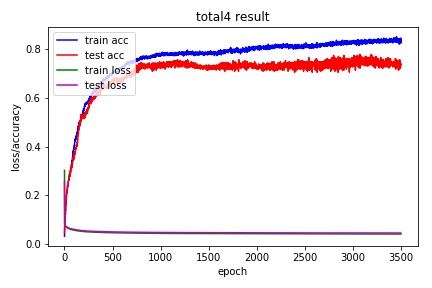 total4 result
train acc
test acc
train loss
test loss
loss/accuracy
0.8
0.6
0.4
0.2
0.0
0
500
1000
1500
2000
2500
3000
3500
epoch